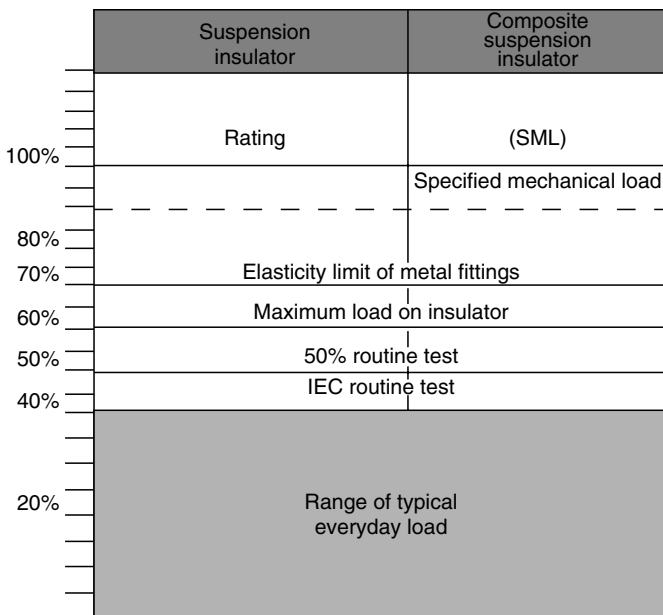 Suspension
insulator
Composite
suspension
insulator
Rating
(SML)
100%
Specified mechanical load
80%
70%
Elasticity limit of metal fittings
60%
Maximum load on insulator
50%
50% routine test
40%
IEC routine test
20%
Range of typical
everyday load